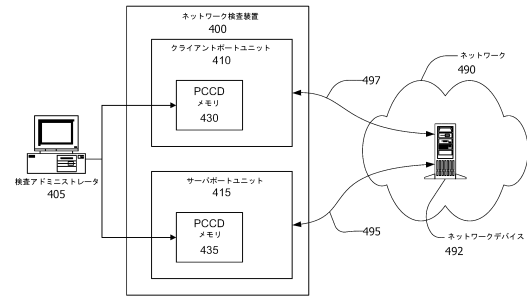 ネットワーク検査装置
400
クライアントポートユニット
410
PCCD
メモリ
430
サーバポートユニット
415
PCCD
メモリ
435
検査アドミニストレータ
405
497
495
ネットワーク
490
ネットワークデバイス
492